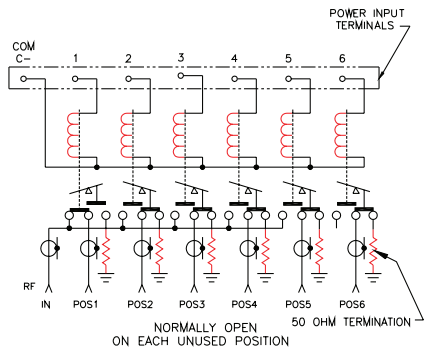 POWER INPUT
TERMINALS
COM
C-
1 2 3 4 5 6
RF
IN POS1 POS2 POS3 POS4 POS5 POS6
50 OHM TERMINATION
NORMALLY OPEN
ON EACH UNUSED POSITION